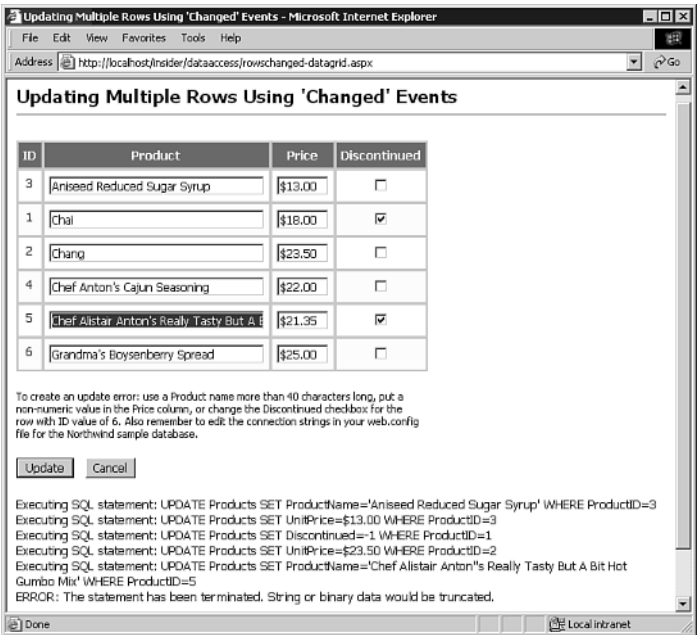 Updating Multiple Rows Using 'Changed' Events - Microsoft Internet Explorer
File Edit View Favorites Tools Help
Address http://localhost/insider/dataaccess/rowschanged-datagrid.aspx Go
Updating Multiple Rows Using 'Changed' Events
ID Product Price Discontinued
3 Aniseed Reduced Sugar Syrup $13.00
1 Chai $18.00
2 Chang $23.50
4 Chef Anton's Cajun Seasoning $22.00
5 Chef Alistair Anton's Really Tasty But A B $21.35
6 Grandma's Boysenberry Spread $25.00
To create an update error: use a Product name more than 40 characters long, put a
non-numeric value in the Price column, or change the Discontinued checkbox for the
row with ID value of 6. Also remember to edit the connection strings in your web.config
file for the Northwind sample database.
Update Cancel
Executing SQL statement: UPDATE Products SET ProductName='Aniseed Reduced Sugar Syrup' WHERE ProductID=3
Executing SQL statement: UPDATE Products SET UnitPrice=$13.00 WHERE ProductID=3
Executing SQL statement: UPDATE Products SET Discontinued=-1 WHERE ProductID=1
Executing SQL statement: UPDATE Products SET UnitPrice=$23.50 WHERE ProductID=2
Executing SQL statement: UPDATE Products SET ProductName='Chef Alistair Anton''s Really Tasty But A Bit Hot
Gumbo Mix' WHERE ProductID=5
ERROR: The statement has been terminated. String or binary data would be truncated.
Done Local intranet